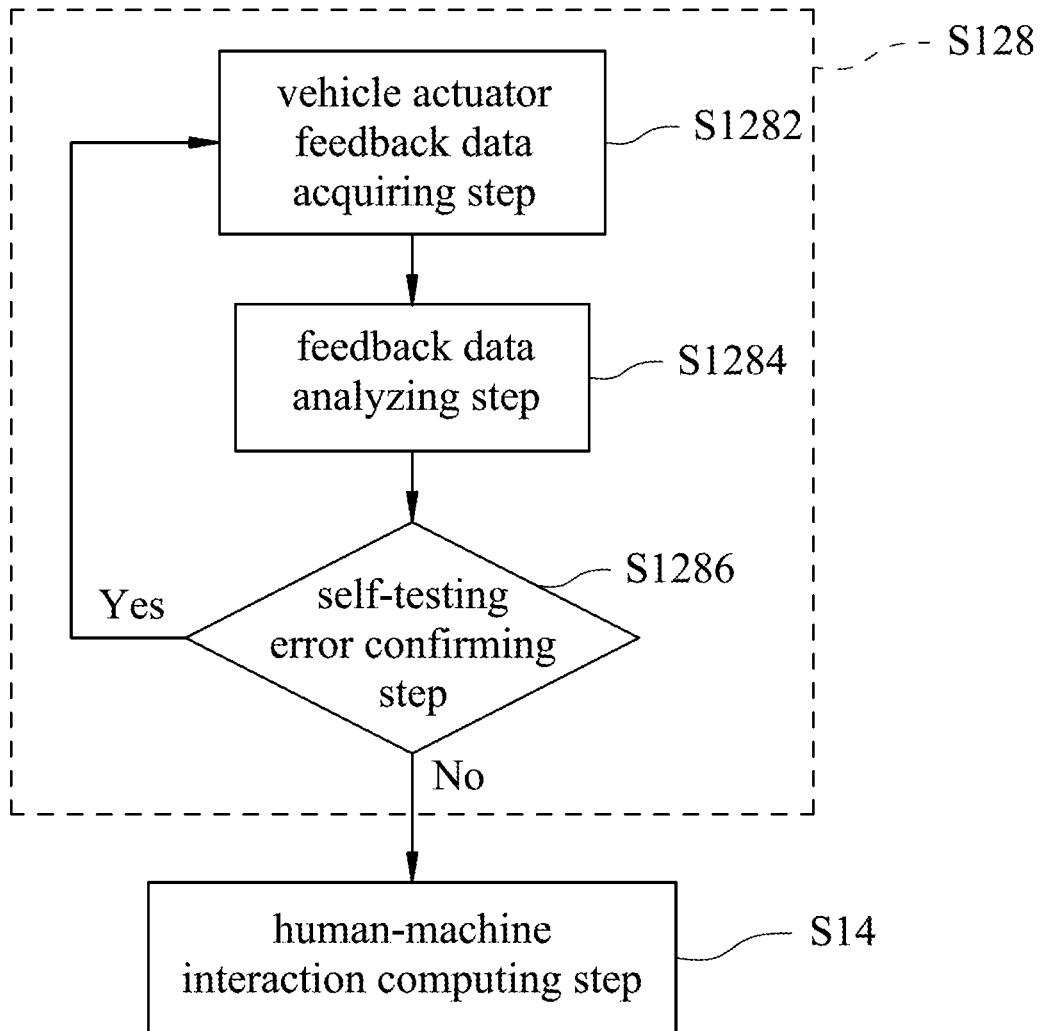 S128
vehicle actuator
feedback data
acquiring step
S1282
feedback data
analyzing step
S1284
self-testing
error confirming
step
S1286
Yes
No
human-machine
interaction computing step
S14